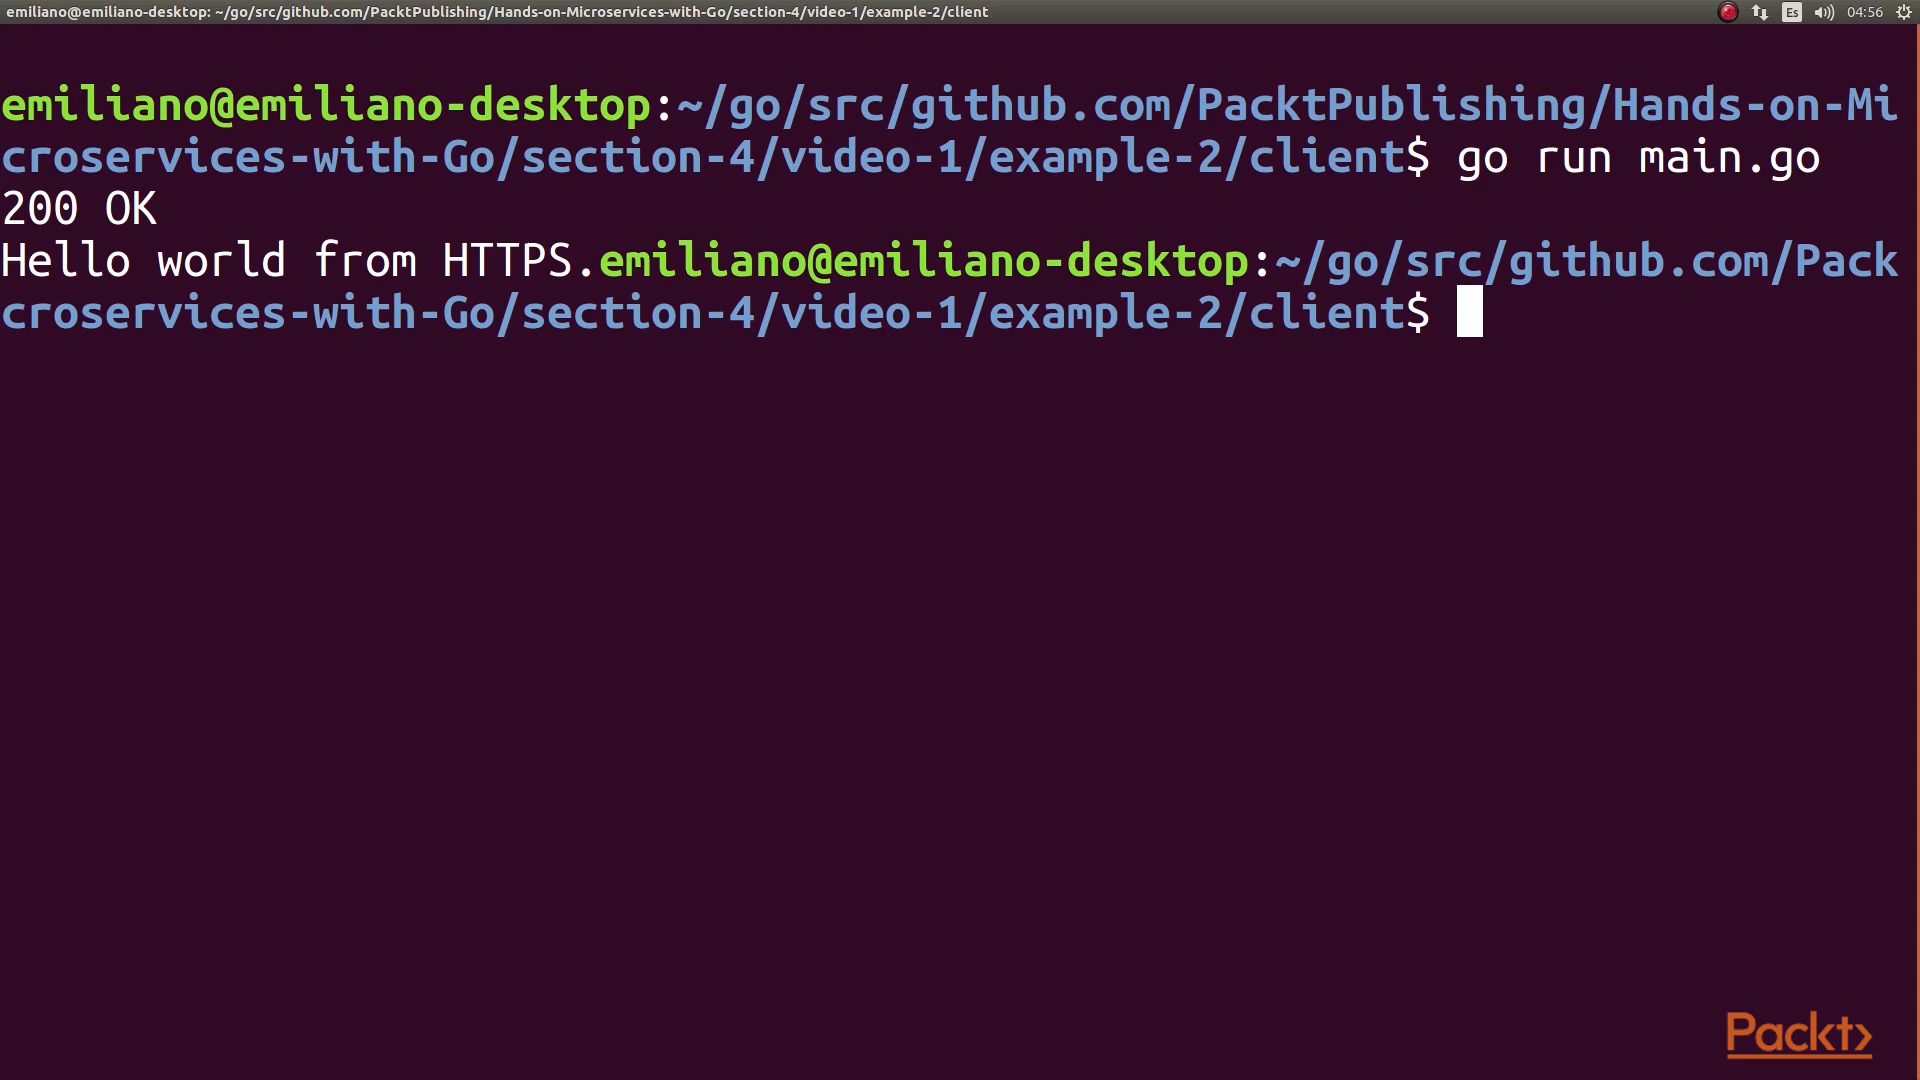 emiliano@emiliano-desktop: ~/go/src/github.com/PacktPublishing/Hands-on-Microservices-with-Go/section-4/video-1/example-2/client
Es
04:56
emiliano@emiliano-desktop:~/go/src/github.com/PacktPublishing/Hands-on-Mi
croservices-with-Go/section-4/video-1/example-2/client$ go run main.go
200 OK
Hello world from HTTPS.emiliano@emiliano-desktop:~/go/src/github.com/Pack
croservices-with-Go/section-4/video-1/example-2/client$
Packt